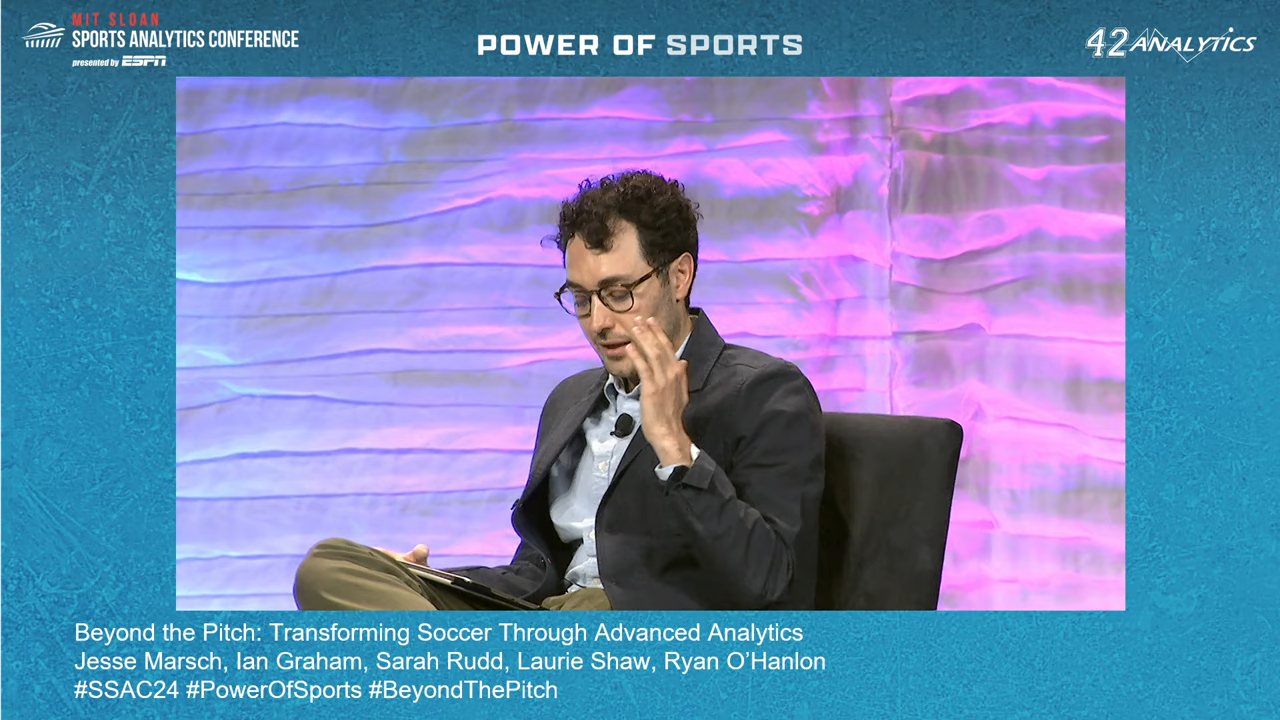 MIT SLOAN
SPORTS ANALYTICS CONFERENCE
presented by ESPN
POWER OF SPORTS
42 ANALYTICS
Beyond the Pitch: Transforming Soccer Through Advanced Analytics
Jesse Marsch, Ian Graham, Sarah Rudd, Laurie Shaw, Ryan O’Hanlon
#SSAC24 #PowerOfSports #BeyondThePitch